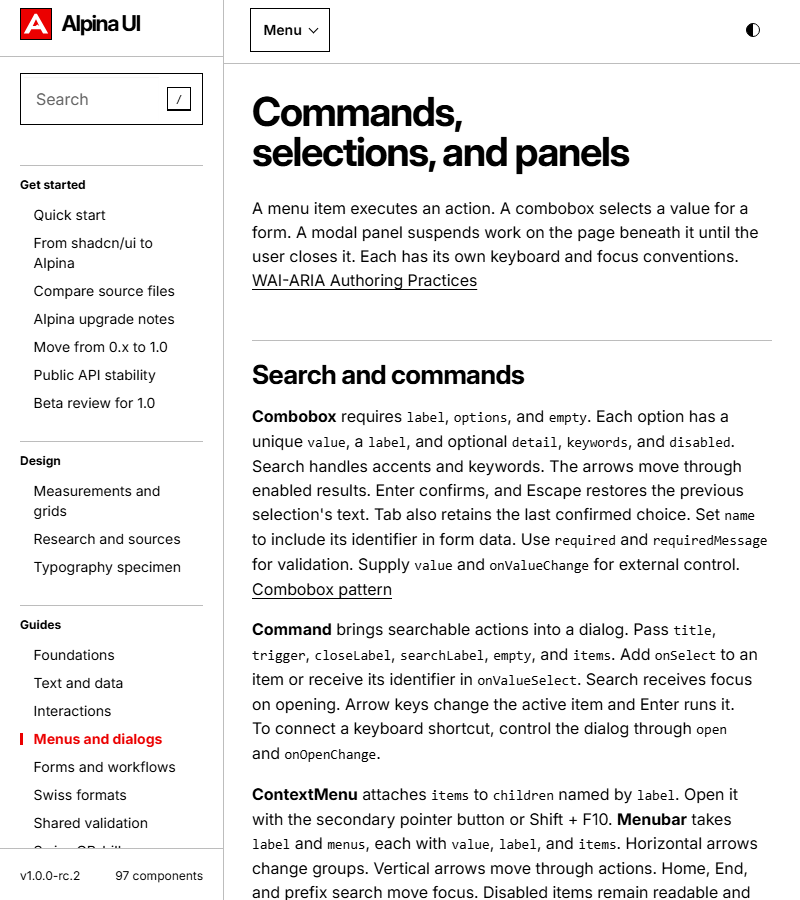 Alpina UI
Search
/
Get started
Quick start
From shadcn/ui to
Alpina
Compare source files
Alpina upgrade notes
Move from 0.x to 1.0
Public API stability
Beta review for 1.0
Design
Measurements and
grids
Research and sources
Typography specimen
Guides
Foundations
Text and data
Interactions
Menus and dialogs
Forms and workflows
Swiss formats
Shared validation
v1.0.0-rc.2
97 components
Menu
Commands,
selections, and panels
A menu item executes an action. A combobox selects a value for a
form. A modal panel suspends work on the page beneath it until the
user closes it. Each has its own keyboard and focus conventions.
WAI-ARIA Authoring Practices
Search and commands
Combobox requires label, options, and empty. Each option has a
unique value, a label, and optional detail, keywords, and disabled.
Search handles accents and keywords. The arrows move through
enabled results. Enter confirms, and Escape restores the previous
selection's text. Tab also retains the last confirmed choice. Set name
to include its identifier in form data. Use required and requiredMessage
for validation. Supply value and onValueChange for external control.
Combobox pattern
Command brings searchable actions into a dialog. Pass title,
trigger, closeLabel, searchLabel, empty, and items. Add onSelect to an
item or receive its identifier in onValueSelect. Search receives focus
on opening. Arrow keys change the active item and Enter runs it.
To connect a keyboard shortcut, control the dialog through open
and onOpenChange.
ContextMenu attaches items to children named by label. Open it
with the secondary pointer button or Shift + F10. Menubar takes
label and menus, each with value, label, and items. Horizontal arrows
change groups. Vertical arrows move through actions. Home, End,
and prefix search move focus. Disabled items remain readable and